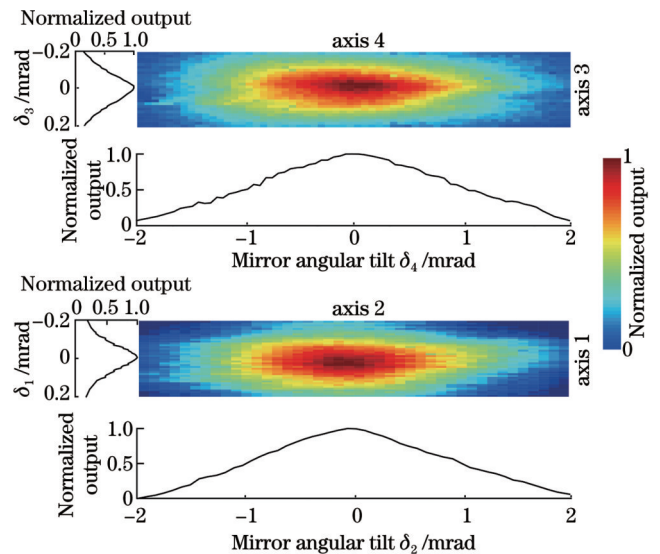 Normalized output
0 0.5 1.0
axis 4
-0.2
0
0.2
δ3 /mrad
axis 3
Normalized output
1.0
0.5
0
-2 -1 0 1 2
Mirror angular tilt δ4 /mrad
1
0
Normalized output
Normalized output
0 0.5 1.0
axis 2
-0.2
0
0.2
δ1 /mrad
axis 1
Normalized output
1.0
0.5
0
-2 -1 0 1 2
Mirror angular tilt δ2 /mrad